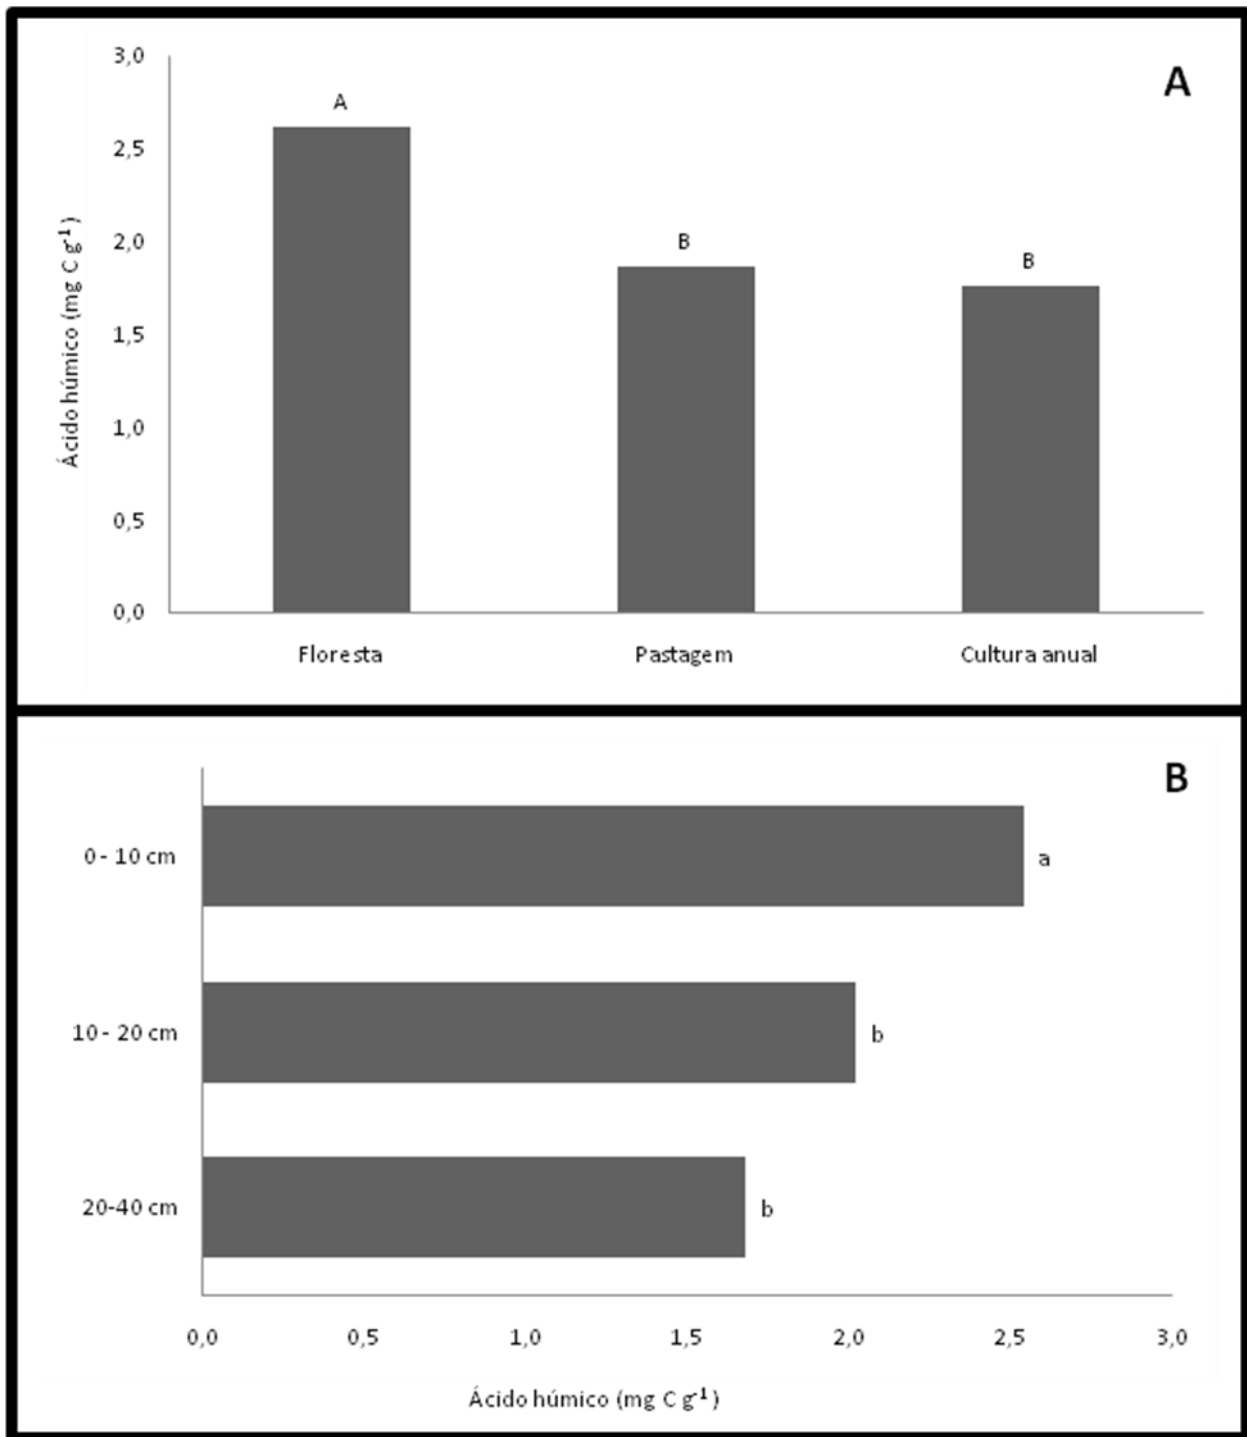 A
3,0
A
2,5
B
2,0
B
1,5
1,0
0,5
0,0
Ácido húmico (mg C g⁻¹)
Floresta Pastagem Cultura anual
B
0 - 10 cm a
10 - 20 cm b
20-40 cm b
0,0 0,5 1,0 1,5 2,0 2,5 3,0
Ácido húmico (mg C g⁻¹)